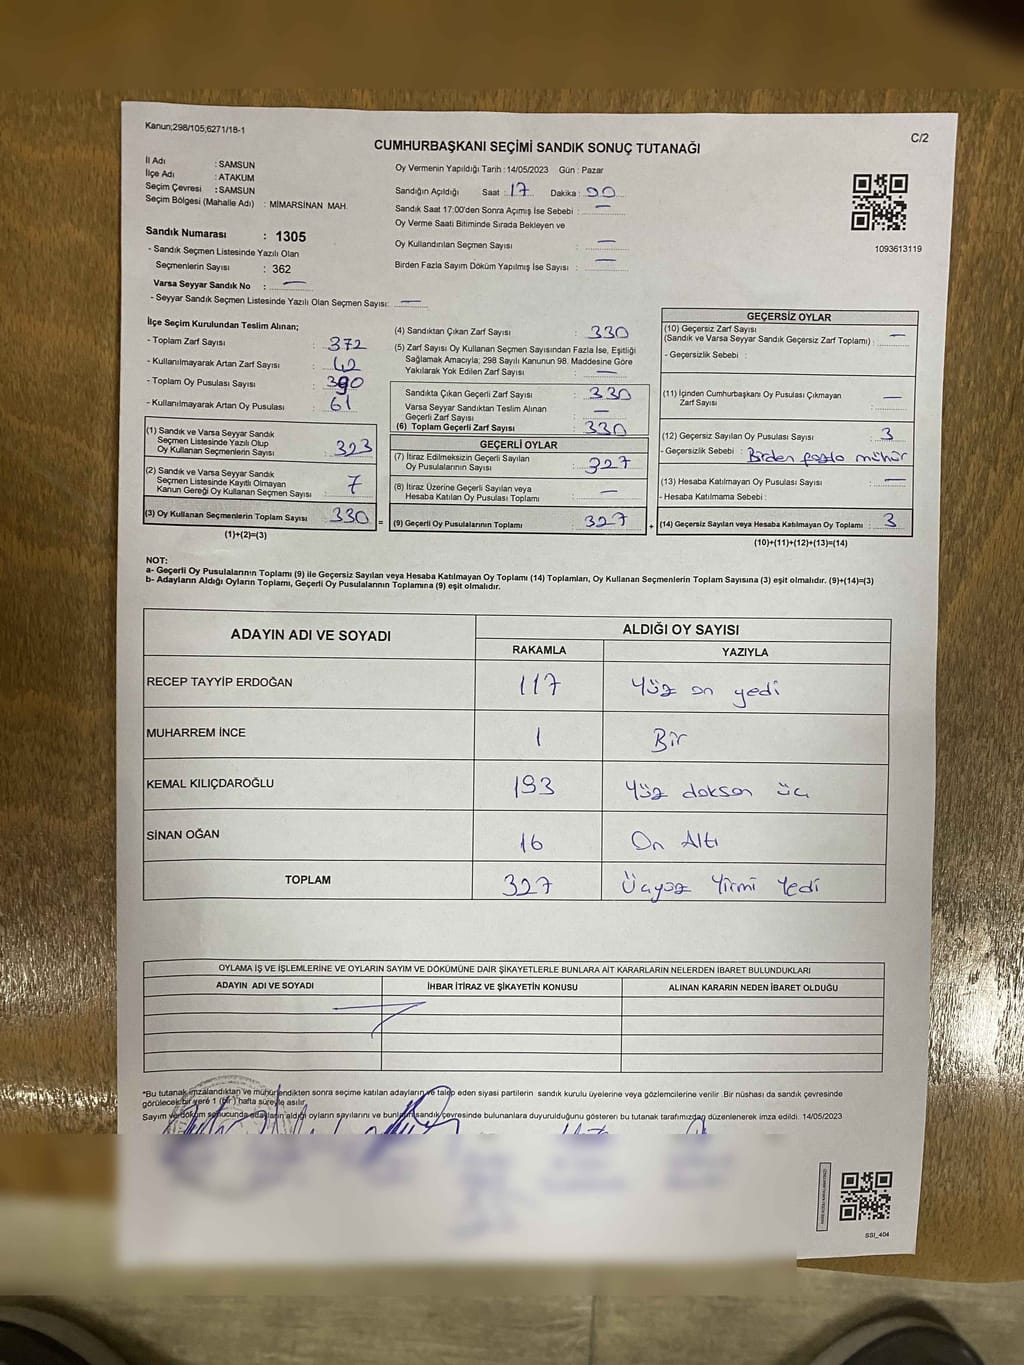 Kanun;298/105;6271/18-1
C/2
CUMHURBAŞKANI SEÇİMİ SANDIK SONUÇ TUTANAĞI
İl Adı : SAMSUN
İlçe Adı : ATAKUM
Seçim Çevresi : SAMSUN
Seçim Bölgesi (Mahalle Adı) : MİMARSİNAN MAH.
Sandık Numarası : 1305
- Sandık Seçmen Listesinde Yazılı Olan
Seçmenlerin Sayısı : 362
Varsa Seyyar Sandık No : —
- Seyyar Sandık Seçmen Listesinde Yazılı Olan Seçmen Sayısı: —
Oy Vermenin Yapıldığı Tarih : 14/05/2023 Gün : Pazar
Sandığın Açıldığı Saat : 17 Dakika : 00
Sandık Saat 17:00'den Sonra Açımış İse Sebebi : —
Oy Verme Saati Bitiminde Sırada Bekleyen ve
Oy Kullandırılan Seçmen Sayısı : —
Birden Fazla Sayım Döküm Yapılmış İse Sayısı : —
1093613119
İlçe Seçim Kurulundan Teslim Alınan;
- Toplam Zarf Sayısı : 372
- Kullanılmayarak Artan Zarf Sayısı : 42
- Toplam Oy Pusulası Sayısı : 390
- Kullanılmayarak Artan Oy Pusulası : 61
(1) Sandık ve Varsa Seyyar Sandık
Seçmen Listesinde Yazılı Olup
Oy Kullanan Seçmenlerin Sayısı : 323
(2) Sandık ve Varsa Seyyar Sandık
Seçmen Listesinde Kayıtlı Olmayan
Kanun Gereği Oy Kullanan Seçmen Sayısı : 7
(3) Oy Kullanan Seçmenlerin Toplam Sayısı : 330 =
(1)+(2)=(3)
(4) Sandıktan Çıkan Zarf Sayısı : 330
(5) Zarf Sayısı Oy Kullanan Seçmen Sayısından Fazla İse, Eşitliği
Sağlamak Amacıyla; 298 Sayılı Kanunun 98. Maddesine Göre
Yakılarak Yok Edilen Zarf Sayısı : —
Sandıkta Çıkan Geçerli Zarf Sayısı : 330
Varsa Seyyar Sandıktan Teslim Alınan
Geçerli Zarf Sayısı : —
(6) Toplam Geçerli Zarf Sayısı : 330
GEÇERLİ OYLAR
(7) İtiraz Edilmeksizin Geçerli Sayılan
Oy Pusulalarının Sayısı : 327
(8) İtiraz Üzerine Geçerli Sayılan veya
Hesaba Katılan Oy Pusulası Toplamı : —
(9) Geçerli Oy Pusulalarının Toplamı : 327 +
GEÇERSİZ OYLAR
(10) Geçersiz Zarf Sayısı
(Sandık ve Varsa Seyyar Sandık Geçersiz Zarf Toplamı) : —
- Geçersizlik Sebebi :
(11) İçinden Cumhurbaşkanı Oy Pusulası Çıkmayan
Zarf Sayısı : —
(12) Geçersiz Sayılan Oy Pusulası Sayısı : 3
- Geçersizlik Sebebi : Birden fazla mühür
(13) Hesaba Katılmayan Oy Pusulası Sayısı : —
- Hesaba Katılmama Sebebi :
(14) Geçersiz Sayılan veya Hesaba Katılmayan Oy Toplamı : 3
(10)+(11)+(12)+(13)=(14)
NOT:
a- Geçerli Oy Pusulalarının Toplamı (9) ile Geçersiz Sayılan veya Hesaba Katılmayan Oy Toplamı (14) Toplamları, Oy Kullanan Seçmenlerin Toplam Sayısına (3) eşit olmalıdır. (9)+(14)=(3)
b- Adayların Aldığı Oyların Toplamı, Geçerli Oy Pusulalarının Toplamına (9) eşit olmalıdır.
ADAYIN ADI VE SOYADI ALDIĞI OY SAYISI
RAKAMLA YAZIYLA
RECEP TAYYİP ERDOĞAN 117 Yüz on yedi
MUHARREM İNCE 1 Bir
KEMAL KILIÇDAROĞLU 193 Yüz doksan üç
SİNAN OĞAN 16 On Altı
TOPLAM 327 Üçyüz Yirmi Yedi
OYLAMA İŞ VE İŞLEMLERİNE VE OYLARIN SAYIM VE DÖKÜMÜNE DAİR ŞİKAYETLERLE BUNLARA AİT KARARLARIN NELERDEN İBARET BULUNDUKLARI
ADAYIN ADI VE SOYADI İHBAR İTİRAZ VE ŞİKAYETİN KONUSU ALINAN KARARIN NEDEN İBARET OLDUĞU
*Bu tutanak imzalandıktan ve mühürlendikten sonra seçime katılan adayların ve talep eden siyasi partilerin sandık kurulu üyelerine veya gözlemcilerine verilir .Bir nüshası da sandık çevresinde
görülecek bir yere 1 (bir) hafta süreyle asılır.
Sayım ve döküm sonucunda adayların aldığı oyların sayılarını ve bunların sandık çevresinde bulunanlara duyurulduğunu gösteren bu tutanak tarafımızdan düzenlenerek imza edildi. 14/05/2023
SSI_404